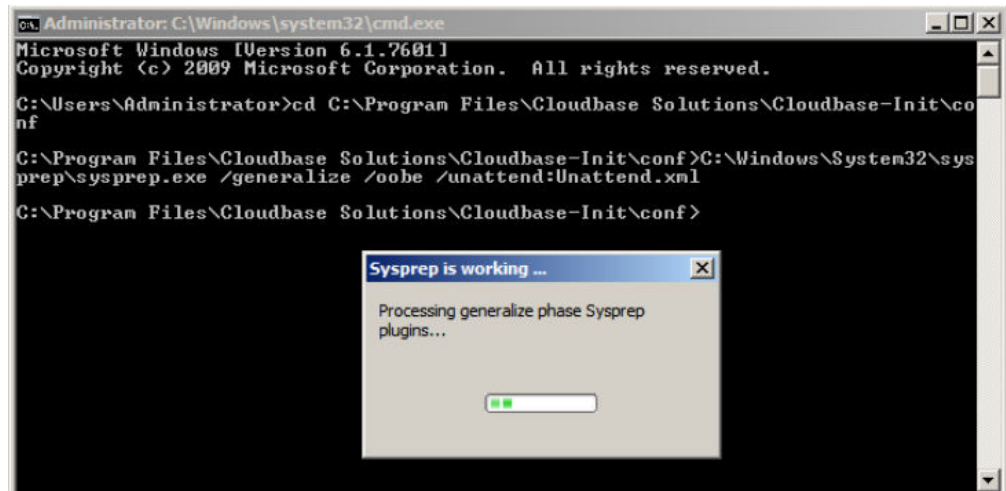 Administrator: C:\Windows\system32\cmd.exe
Microsoft Windows [Version 6.1.7601]
Copyright (c) 2009 Microsoft Corporation.  All rights reserved.
C:\Users\Administrator>cd C:\Program Files\Cloudbase Solutions\Cloudbase-Init\co
nf
C:\Program Files\Cloudbase Solutions\Cloudbase-Init\conf>C:\Windows\System32\sys
prep\sysprep.exe /generalize /oobe /unattend:Unattend.xml
C:\Program Files\Cloudbase Solutions\Cloudbase-Init\conf>
Sysprep is working ...
Processing generalize phase Sysprep
plugins...